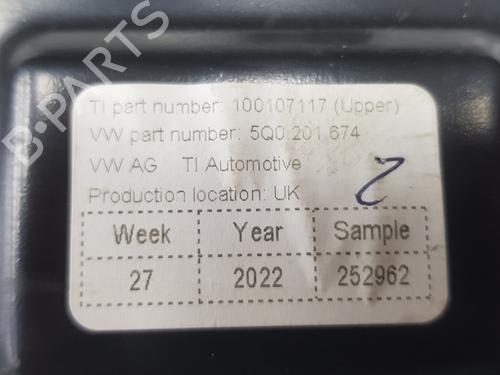 TI part number: 100107117 (Upper)
VW part number: 5Q0.201.674
VW AG TI Automotive
Production location: UK
2
Week Year Sample
27 2022 252962
B-PARTS